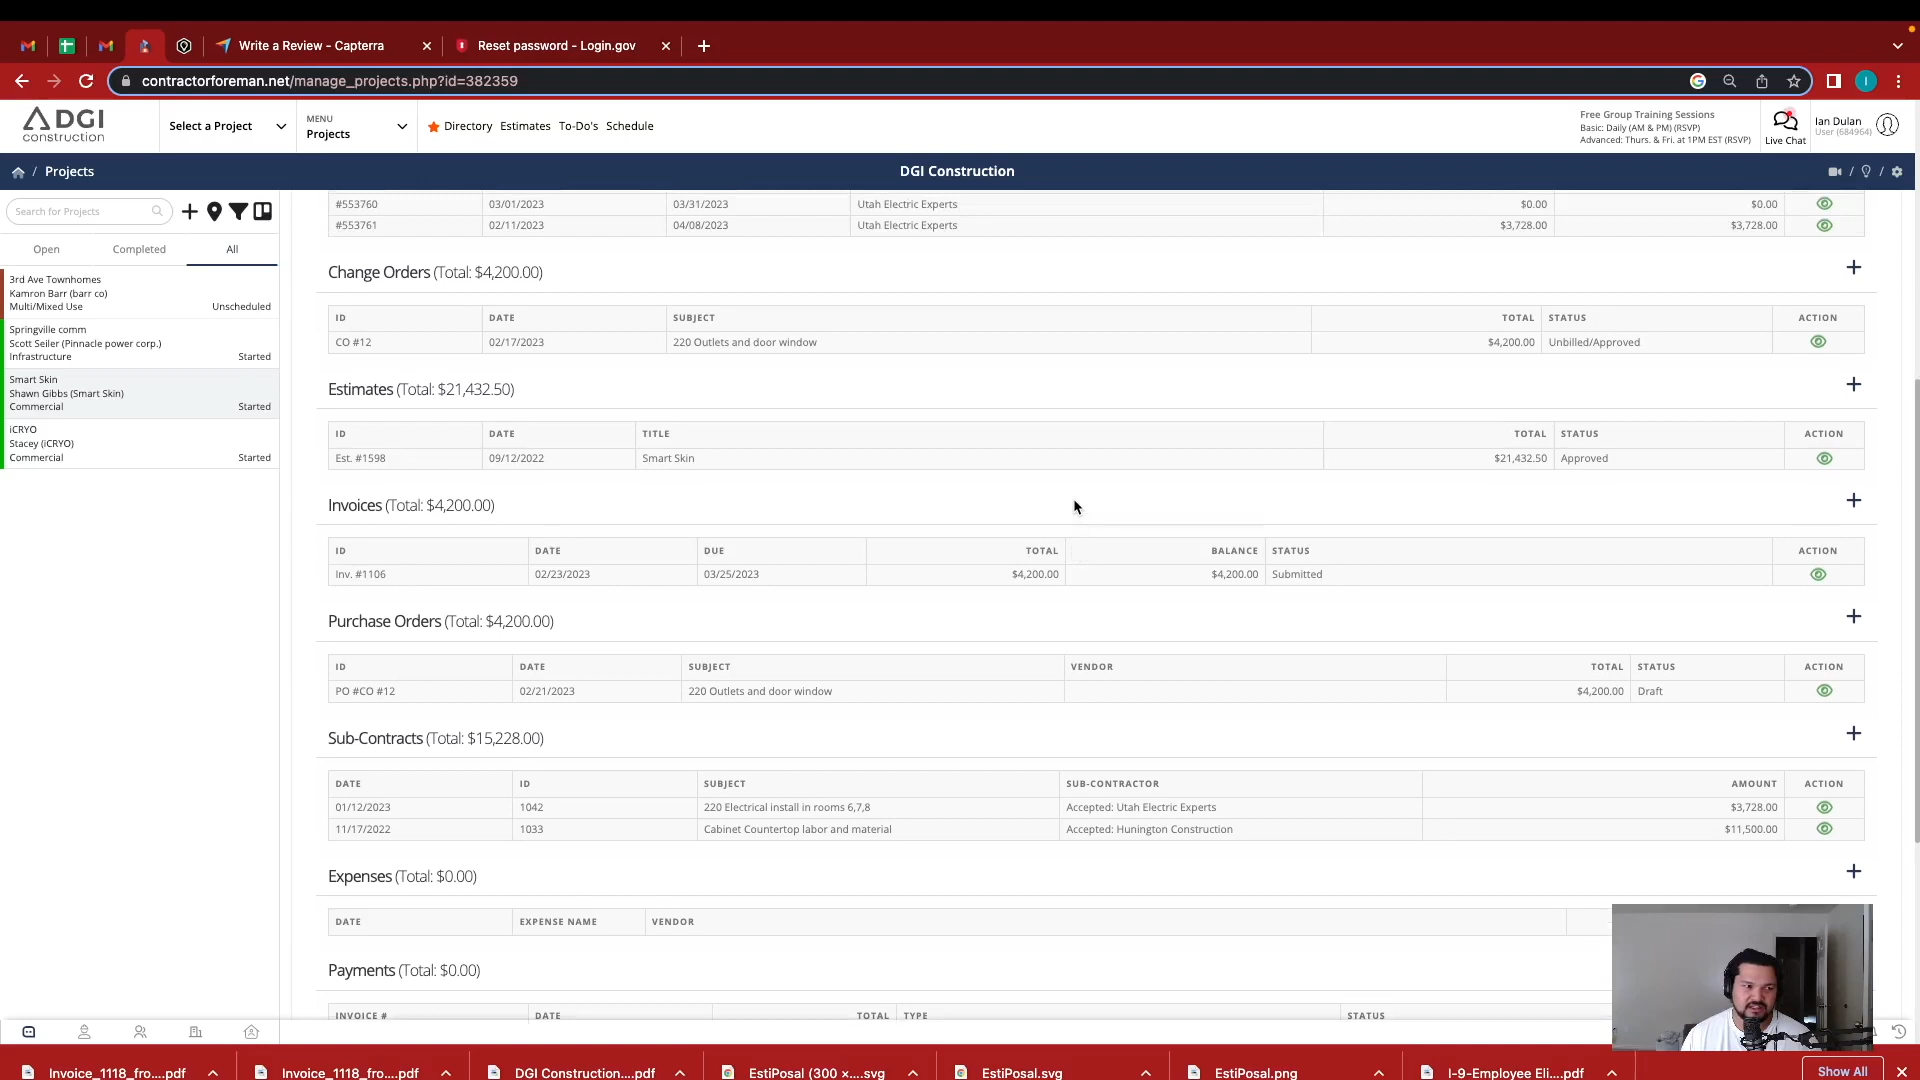 Write a Review - Capterra
Reset password - Login.gov
contractorforeman.net/manage_projects.php?id=382359
DGI
construction
Select a Project
MENU
Projects
Directory Estimates To-Do's Schedule
Free Group Training Sessions
Basic: Daily (AM & PM) (RSVP)
Advanced: Thurs. & Fri. at 1PM EST (RSVP)
Live Chat
Ian Dulan
User (684964)
/ Projects
DGI Construction
Search for Projects
Open Completed All
3rd Ave Townhomes
Kamron Barr (barr co)
Multi/Mixed Use Unscheduled
Springville comm
Scott Seiler (Pinnacle power corp.)
Infrastructure Started
Smart Skin
Shawn Gibbs (Smart Skin)
Commercial Started
iCRYO
Stacey (iCRYO)
Commercial Started
#553760 03/01/2023 03/31/2023 Utah Electric Experts $0.00 $0.00
#553761 02/11/2023 04/08/2023 Utah Electric Experts $3,728.00 $3,728.00
Change Orders (Total: $4,200.00)
ID DATE SUBJECT TOTAL STATUS ACTION
CO #12 02/17/2023 220 Outlets and door window $4,200.00 Unbilled/Approved
Estimates (Total: $21,432.50)
ID DATE TITLE TOTAL STATUS ACTION
Est. #1598 09/12/2022 Smart Skin $21,432.50 Approved
Invoices (Total: $4,200.00)
ID DATE DUE TOTAL BALANCE STATUS ACTION
Inv. #1106 02/23/2023 03/25/2023 $4,200.00 $4,200.00 Submitted
Purchase Orders (Total: $4,200.00)
ID DATE SUBJECT VENDOR TOTAL STATUS ACTION
PO #CO #12 02/21/2023 220 Outlets and door window $4,200.00 Draft
Sub-Contracts (Total: $15,228.00)
DATE ID SUBJECT SUB-CONTRACTOR AMOUNT ACTION
01/12/2023 1042 220 Electrical install in rooms 6,7,8 Accepted: Utah Electric Experts $3,728.00
11/17/2022 1033 Cabinet Countertop labor and material Accepted: Hunington Construction $11,500.00
Expenses (Total: $0.00)
DATE EXPENSE NAME VENDOR
Payments (Total: $0.00)
INVOICE # DATE TOTAL TYPE STATUS
Invoice_1118_fro....pdf
Invoice_1118_fro....pdf
DGI Construction....pdf
EstiPosal (300 ×....svg
EstiPosal.svg
EstiPosal.png
I-9-Employee Eli....pdf
Show All